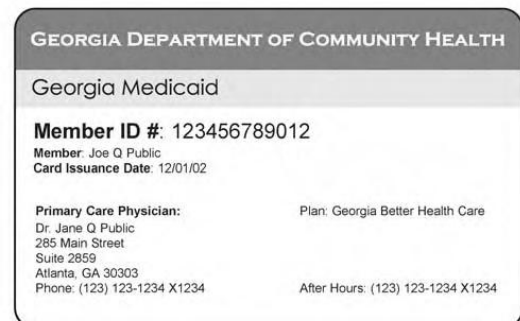 GEORGIA DEPARTMENT OF COMMUNITY HEALTH
Georgia Medicaid
Member ID #: 123456789012
Member: Joe Q Public
Card Issuance Date: 12/01/02
Primary Care Physician:
Dr. Jane Q Public
285 Main Street
Suite 2859
Atlanta, GA 30303
Phone: (123) 123-1234 X1234
Plan: Georgia Better Health Care
After Hours: (123) 123-1234 X1234